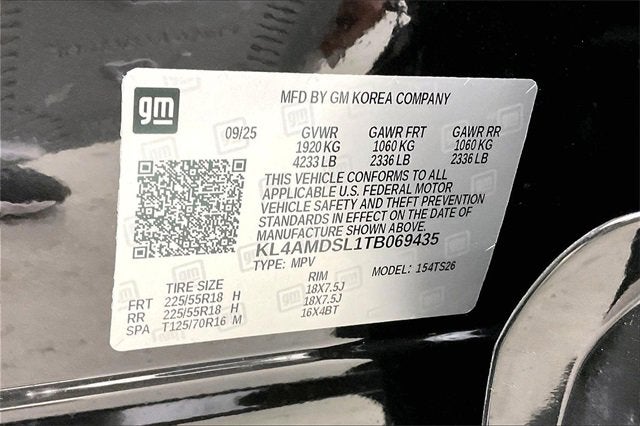 gm
MFD BY GM KOREA COMPANY
09/25 GVWR GAWR FRT GAWR RR
1920 KG 1060 KG 1060 KG
4233 LB 2336 LB 2336 LB
THIS VEHICLE CONFORMS TO ALL
APPLICABLE U.S. FEDERAL MOTOR
VEHICLE SAFETY AND THEFT PREVENTION
STANDARDS IN EFFECT ON THE DATE OF
MANUFACTURE SHOWN ABOVE.
KL4AMDSL1TB069435
TYPE: MPV MODEL: 154TS26
TIRE SIZE RIM
FRT 225/55R18 H 18X7.5J
RR 225/55R18 H 18X7.5J
SPA T125/70R16 M 16X4BT